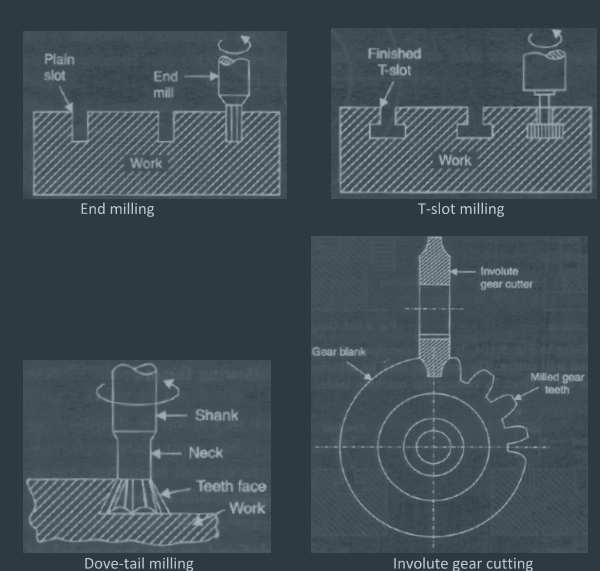 Plain
slot
End
mill
Work
End milling
Finished
T-slot
Work
T-slot milling
Shank
Neck
Teeth face
Work
Dove-tail milling
Involute
gear cutter
Gear blank
Milled gear
teeth
Involute gear cutting